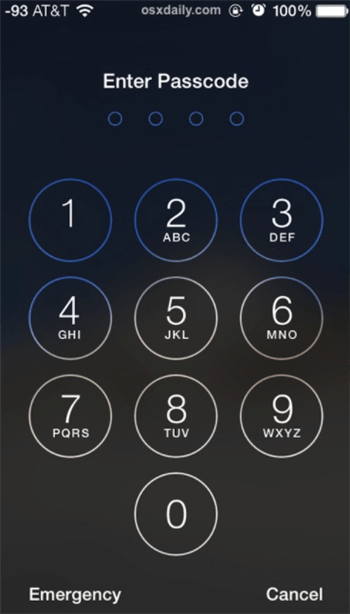 -93 AT&T osxdaily.com 100%
Enter Passcode
1 2 3
ABC DEF
4 5 6
GHI JKL MNO
7 8 9
PQRS TUV WXYZ
0
Emergency Cancel